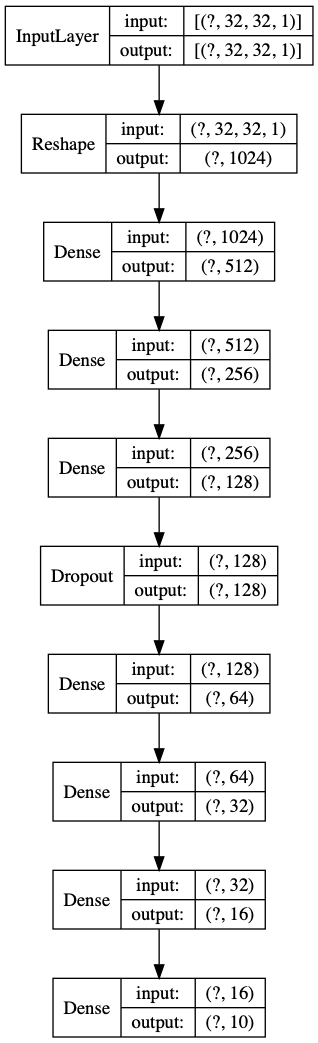 InputLayer input: [(?, 32, 32, 1)]
output: [(?, 32, 32, 1)]
Reshape input: (?, 32, 32, 1)
output: (?, 1024)
Dense input: (?, 1024)
output: (?, 512)
Dense input: (?, 512)
output: (?, 256)
Dense input: (?, 256)
output: (?, 128)
Dropout input: (?, 128)
output: (?, 128)
Dense input: (?, 128)
output: (?, 64)
Dense input: (?, 64)
output: (?, 32)
Dense input: (?, 32)
output: (?, 16)
Dense input: (?, 16)
output: (?, 10)